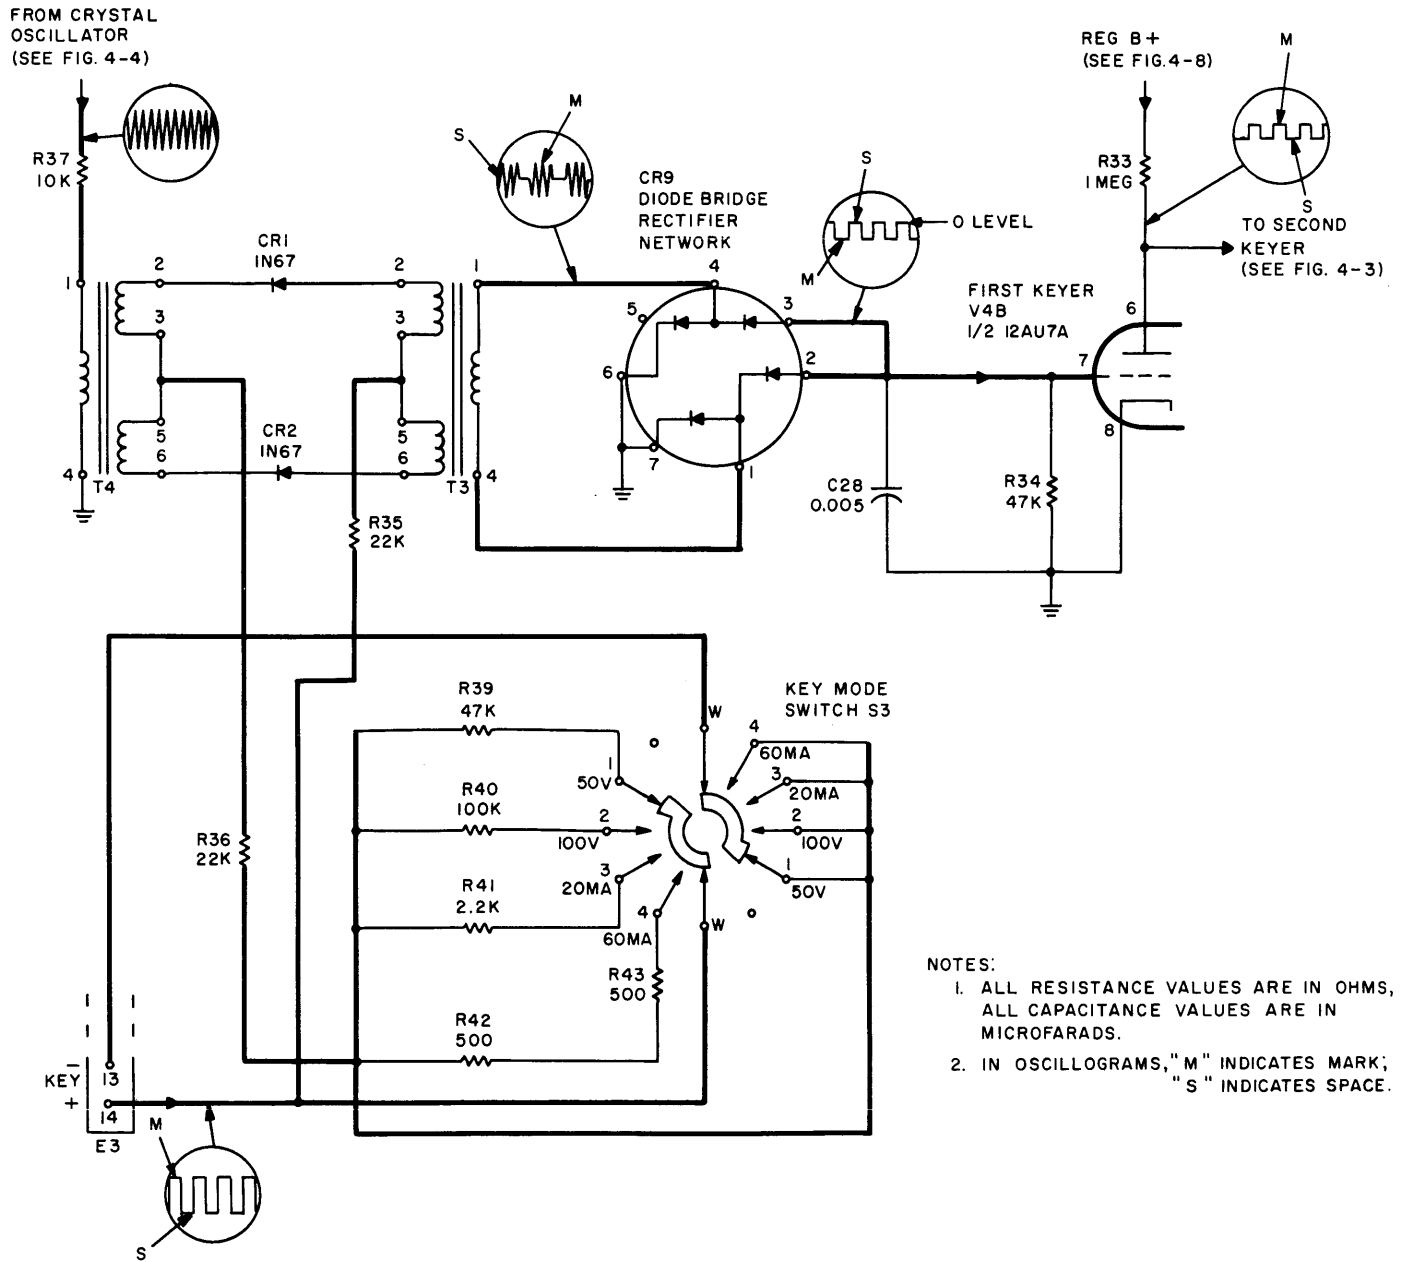 FROM CRYSTAL
OSCILLATOR
(SEE FIG. 4-4)
R37
10K
S
M
CR9
DIODE BRIDGE
RECTIFIER
NETWORK
S
M
O LEVEL
REG B+
(SEE FIG.4-8)
M
R33
1 MEG
S
TO SECOND
KEYER
(SEE FIG. 4-3)
FIRST KEYER
V4B
1/2 12AU7A
6
7
8
CR1
1N67
1
2
3
5
6
4
T4
CR2
1N67
2
3
5
6
1
4
T3
4
5
3
6
2
7
1
C28
0.005
R34
47K
R35
22K
R36
22K
R39
47K
R40
100K
R41
2.2K
R42
500
R43
500
KEY MODE
SWITCH S3
W
1
50V
2
100V
3
20MA
4
60MA
W
4
60MA
3
20MA
2
100V
1
50V
KEY
−
13
+
14
E3
M
S
NOTES:
1. ALL RESISTANCE VALUES ARE IN OHMS,
ALL CAPACITANCE VALUES ARE IN
MICROFARADS.
2. IN OSCILLOGRAMS, "M" INDICATES MARK;
"S" INDICATES SPACE.